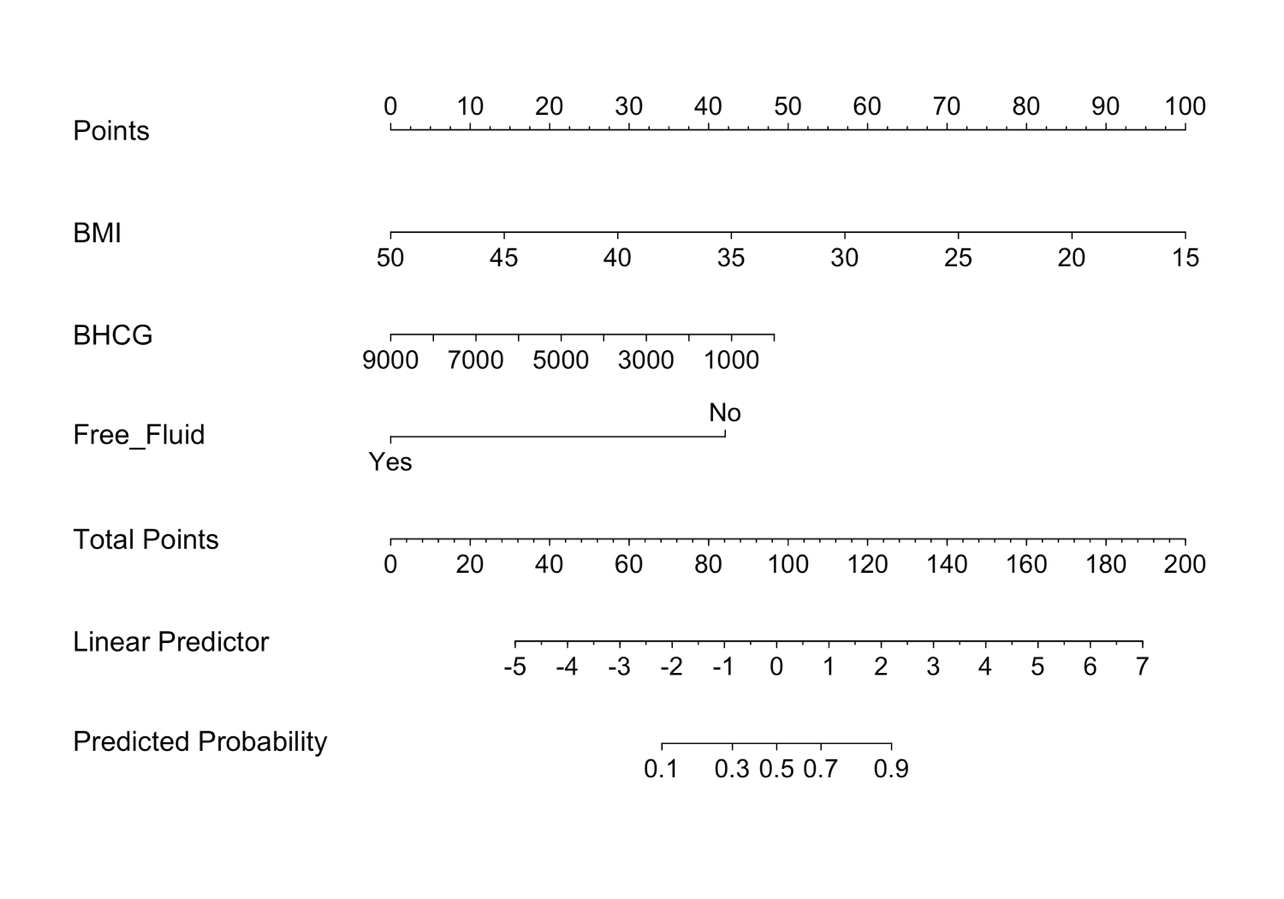 0 10 20 30 40 50 60 70 80 90 100
Points
BMI
50 45 40 35 30 25 20 15
BHCG
9000 7000 5000 3000 1000
No
Free_Fluid
Yes
Total Points
0 20 40 60 80 100 120 140 160 180 200
Linear Predictor
-5 -4 -3 -2 -1 0 1 2 3 4 5 6 7
Predicted Probability
0.1 0.3 0.5 0.7 0.9